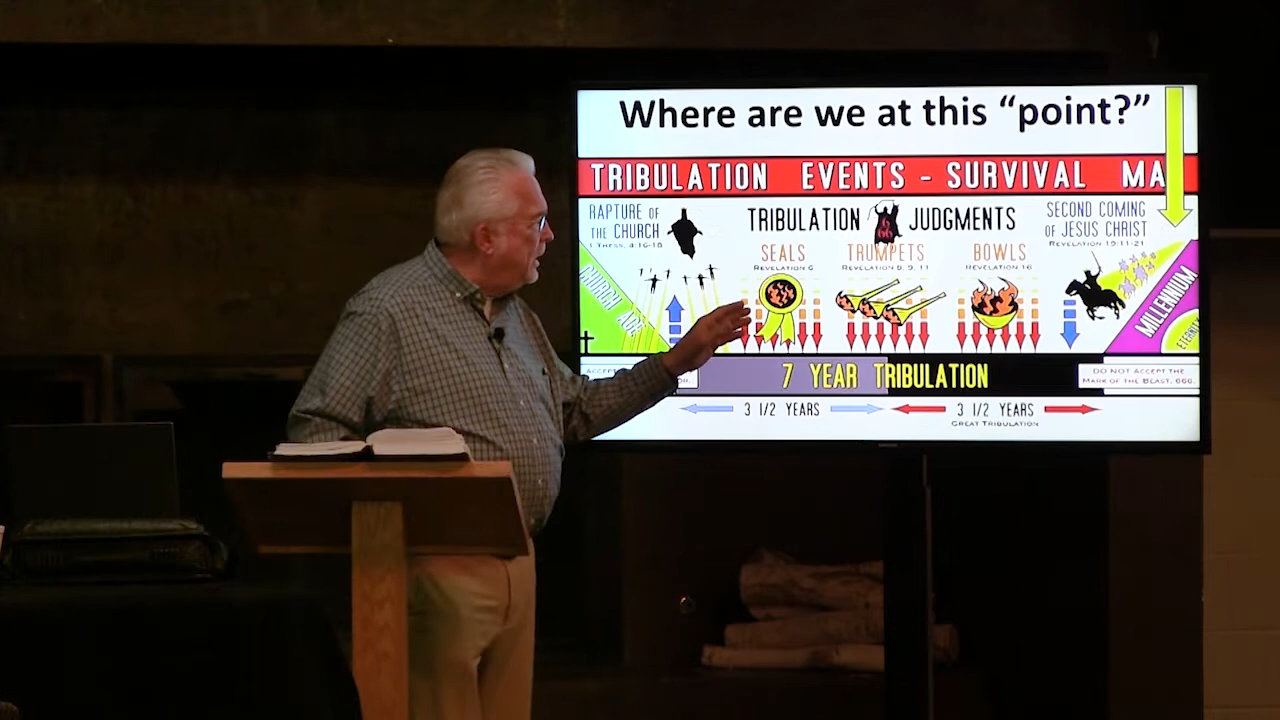 Where are we at this “point?”
TRIBULATION EVENTS - SURVIVAL MA
RAPTURE OF
THE CHURCH
1 THESS. 4:16-18
TRIBULATION JUDGMENTS
666
SEALS
REVELATION 6
TRUMPETS
REVELATION 8, 9, 11
BOWLS
REVELATION 16
SECOND COMING
OF JESUS CHRIST
REVELATION 19:11-21
CHURCH AGE
MILLENNIUM
7 YEAR TRIBULATION
DO NOT ACCEPT THE
MARK OF THE BEAST, 666.
3 1/2 YEARS
3 1/2 YEARS
GREAT TRIBULATION